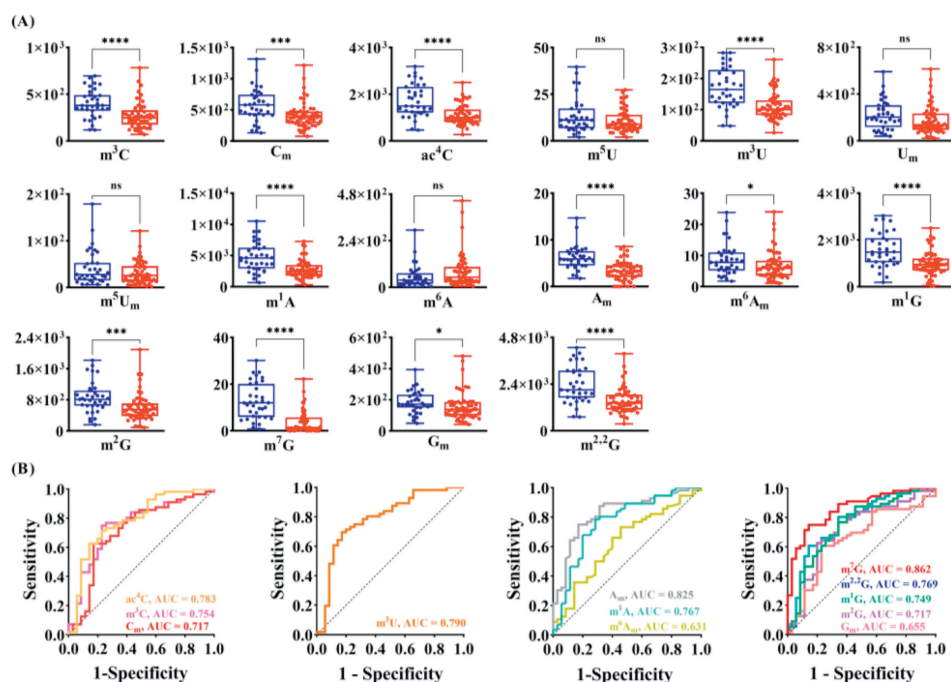 (A)
1×10³
5×10²
0
****
m³C
1.5×10³
1.0×10³
5.0×10²
0
***
Cₘ
4×10³
2×10³
0
****
ac⁴C
50
25
0
ns
m⁵U
3×10²
2×10²
1×10²
0
****
m³U
8×10²
4×10²
0
ns
Uₘ
2×10²
1×10²
0
ns
m⁵Uₘ
1.5×10⁴
1.0×10⁴
5.0×10³
0
****
m¹A
4.8×10²
2.4×10²
0
ns
m⁶A
20
10
0
****
Aₘ
30
20
10
0
*
m⁶Aₘ
4×10³
2×10³
0
****
m¹G
2.4×10³
1.6×10³
8×10²
0
***
m²G
40
20
0
****
m⁷G
6×10²
4×10²
2×10²
0
*
Gₘ
4.8×10³
2.4×10³
0
****
m²,²G
(B)
Sensitivity
1.0
0.8
0.6
0.4
0.2
0.0
ac⁴C, AUC = 0.783
m³C, AUC = 0.754
Cₘ, AUC = 0.717
0.0 0.2 0.4 0.6 0.8 1.0
1-Specificity
Sensitivity
1.0
0.8
0.6
0.4
0.2
0.0
m³U, AUC = 0.790
0.0 0.2 0.4 0.6 0.8 1.0
1 - Specificity
Sensitivity
1.0
0.8
0.6
0.4
0.2
0.0
Aₘ, AUC = 0.825
m¹A, AUC = 0.767
m⁶Aₘ, AUC = 0.631
0.0 0.2 0.4 0.6 0.8 1.0
1 - Specificity
Sensitivity
1.0
0.8
0.6
0.4
0.2
0.0
m⁷G, AUC = 0.862
m²,²G, AUC = 0.769
m¹G, AUC = 0.749
m²G, AUC = 0.717
Gₘ, AUC = 0.655
0.0 0.2 0.4 0.6 0.8 1.0
1 - Specificity